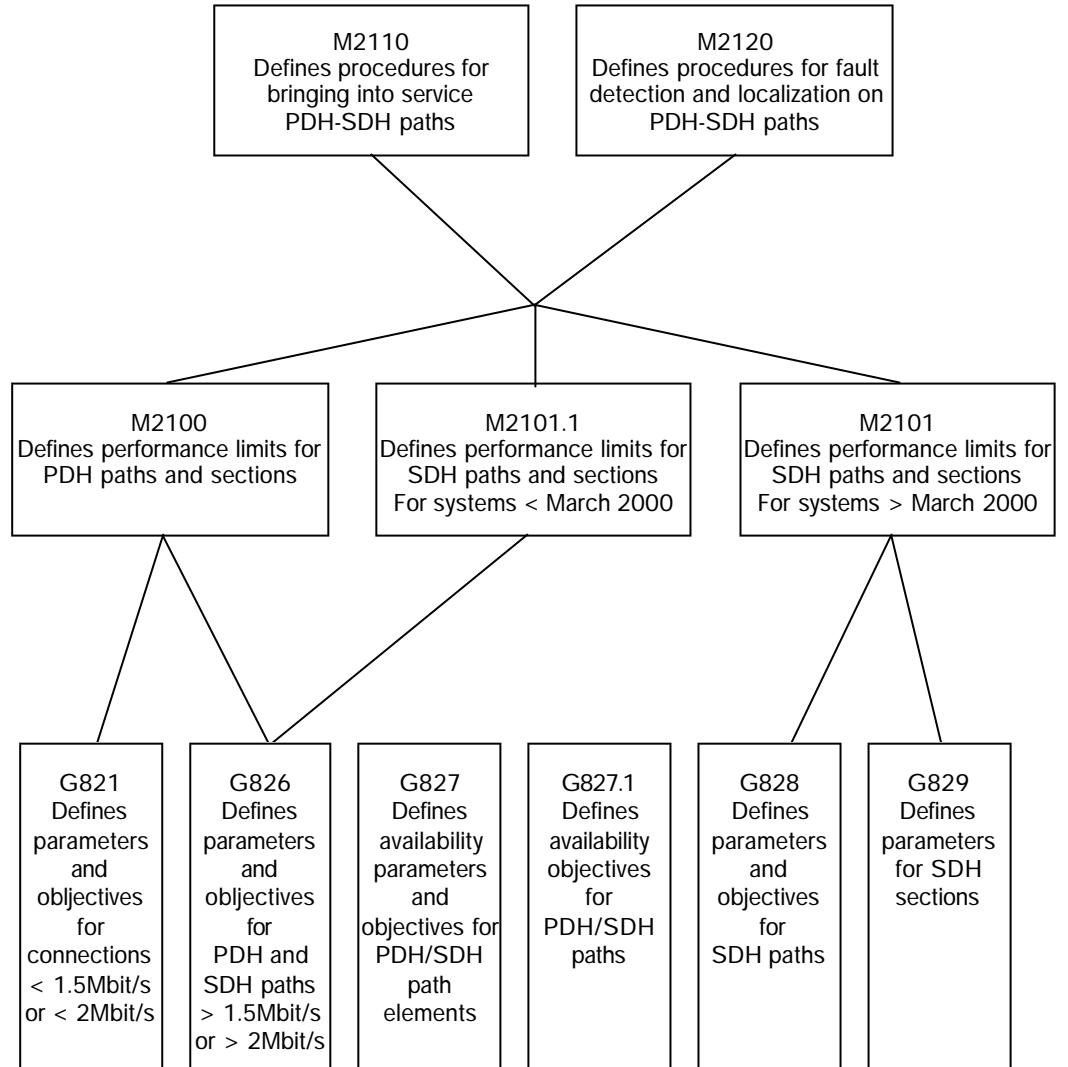 M2110
Defines procedures for
bringing into service
PDH-SDH paths
M2120
Defines procedures for fault
detection and localization on
PDH-SDH paths
M2100
Defines performance limits for
PDH paths and sections
M2101.1
Defines performance limits for
SDH paths and sections
For systems < March 2000
M2101
Defines performance limits for
SDH paths and sections
For systems > March 2000
G821
Defines
parameters
and
obljectives
for
connections
< 1.5Mbit/s
or < 2Mbit/s
G826
Defines
parameters
and
obljectives
for
PDH and
SDH paths
> 1.5Mbit/s
or > 2Mbit/s
G827
Defines
availability
parameters
and
objectives for
PDH/SDH
path
elements
G827.1
Defines
availability
objectives
for
PDH/SDH
paths
G828
Defines
parameters
and
objectives
for
SDH paths
G829
Defines
parameters
for SDH
sections